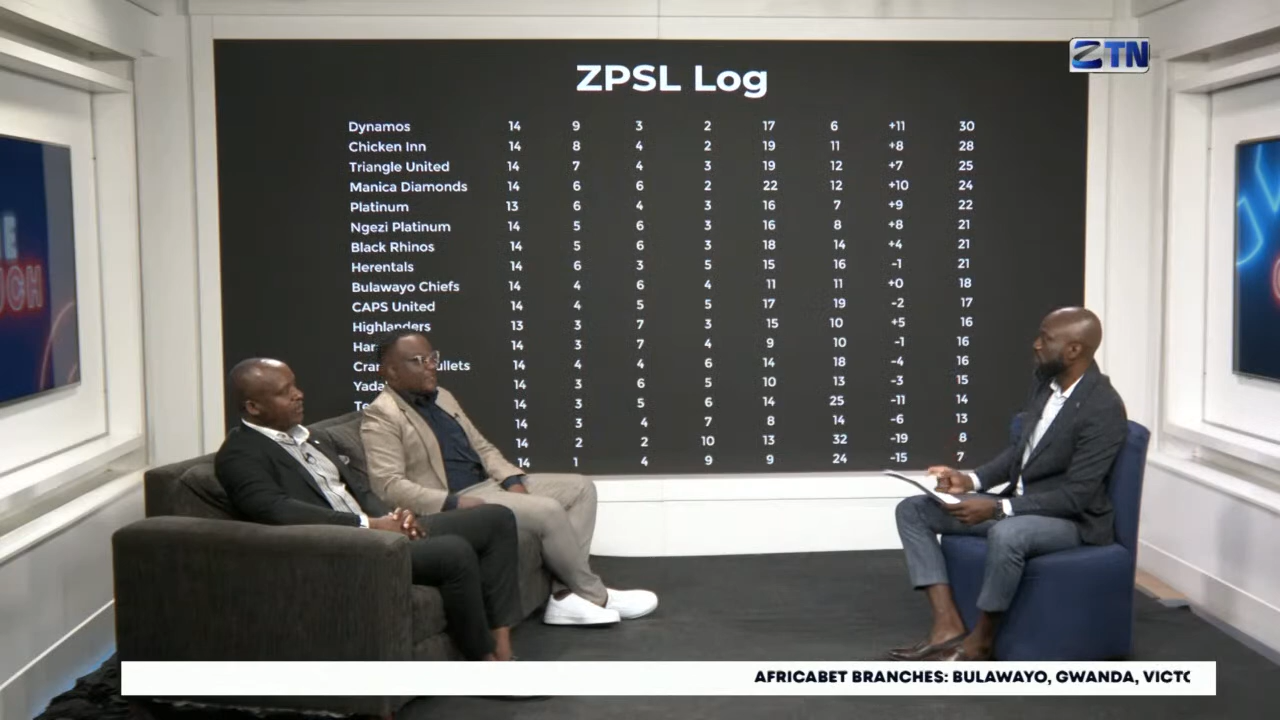 ZTN
ZPSL Log
Dynamos 14 9 3 2 17 6 +11 30
Chicken Inn 14 8 4 2 19 11 +8 28
Triangle United 14 7 4 3 19 12 +7 25
Manica Diamonds 14 6 6 2 22 12 +10 24
Platinum 13 6 4 3 16 7 +9 22
Ngezi Platinum 14 5 6 3 16 8 +8 21
Black Rhinos 14 5 6 3 18 14 +4 21
Herentals 14 6 3 5 15 16 -1 21
Bulawayo Chiefs 14 4 6 4 11 11 +0 18
CAPS United 14 4 5 5 17 19 -2 17
Highlanders 13 3 7 3 15 10 +5 16
Har 14 3 7 4 9 10 -1 16
Cra ullets 14 4 4 6 14 18 -4 16
Yada 14 3 6 5 10 13 -3 15
Te 14 3 5 6 14 25 -11 14
14 3 4 7 8 14 -6 13
14 2 2 10 13 32 -19 8
14 1 4 9 9 24 -15 7
AFRICABET BRANCHES: BULAWAYO, GWANDA, VICTO